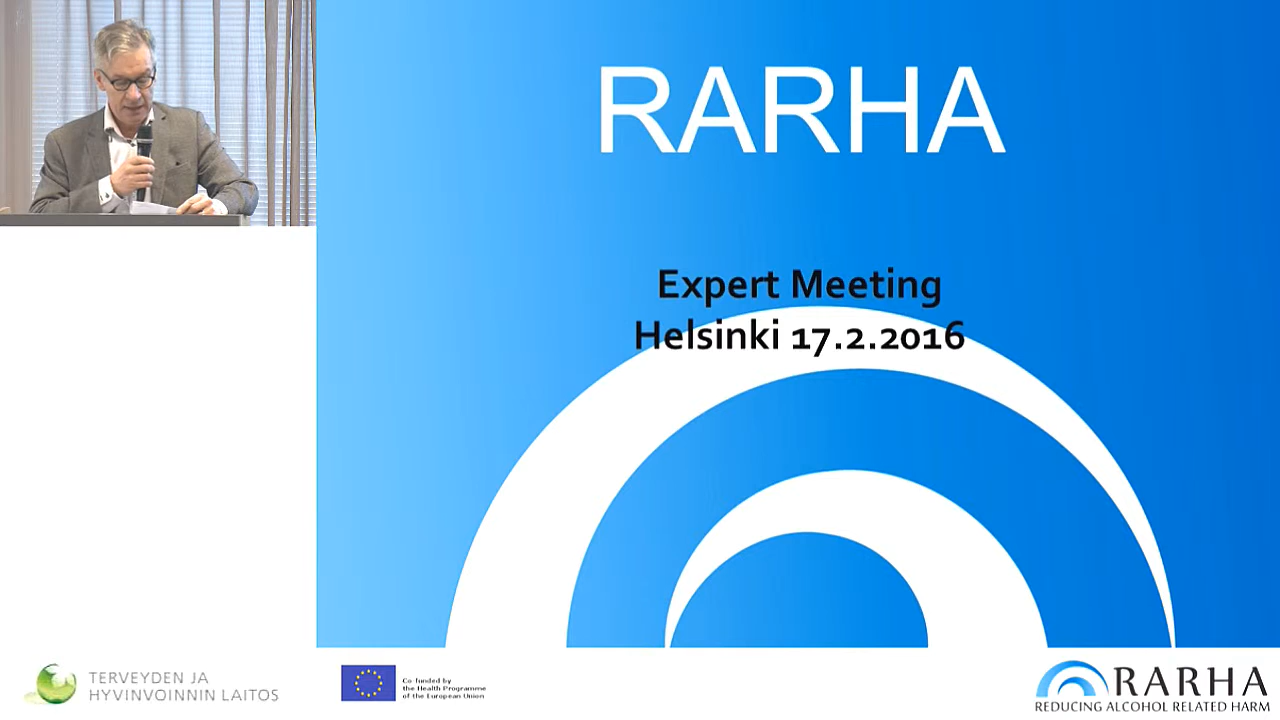 RARHA
Expert Meeting
Helsinki 17.2.2016
TERVEYDEN JA
HYVINVOINNIN LAITOS
Co-funded by
the Health Programme
of the European Union
RARHA
REDUCING ALCOHOL RELATED HARM